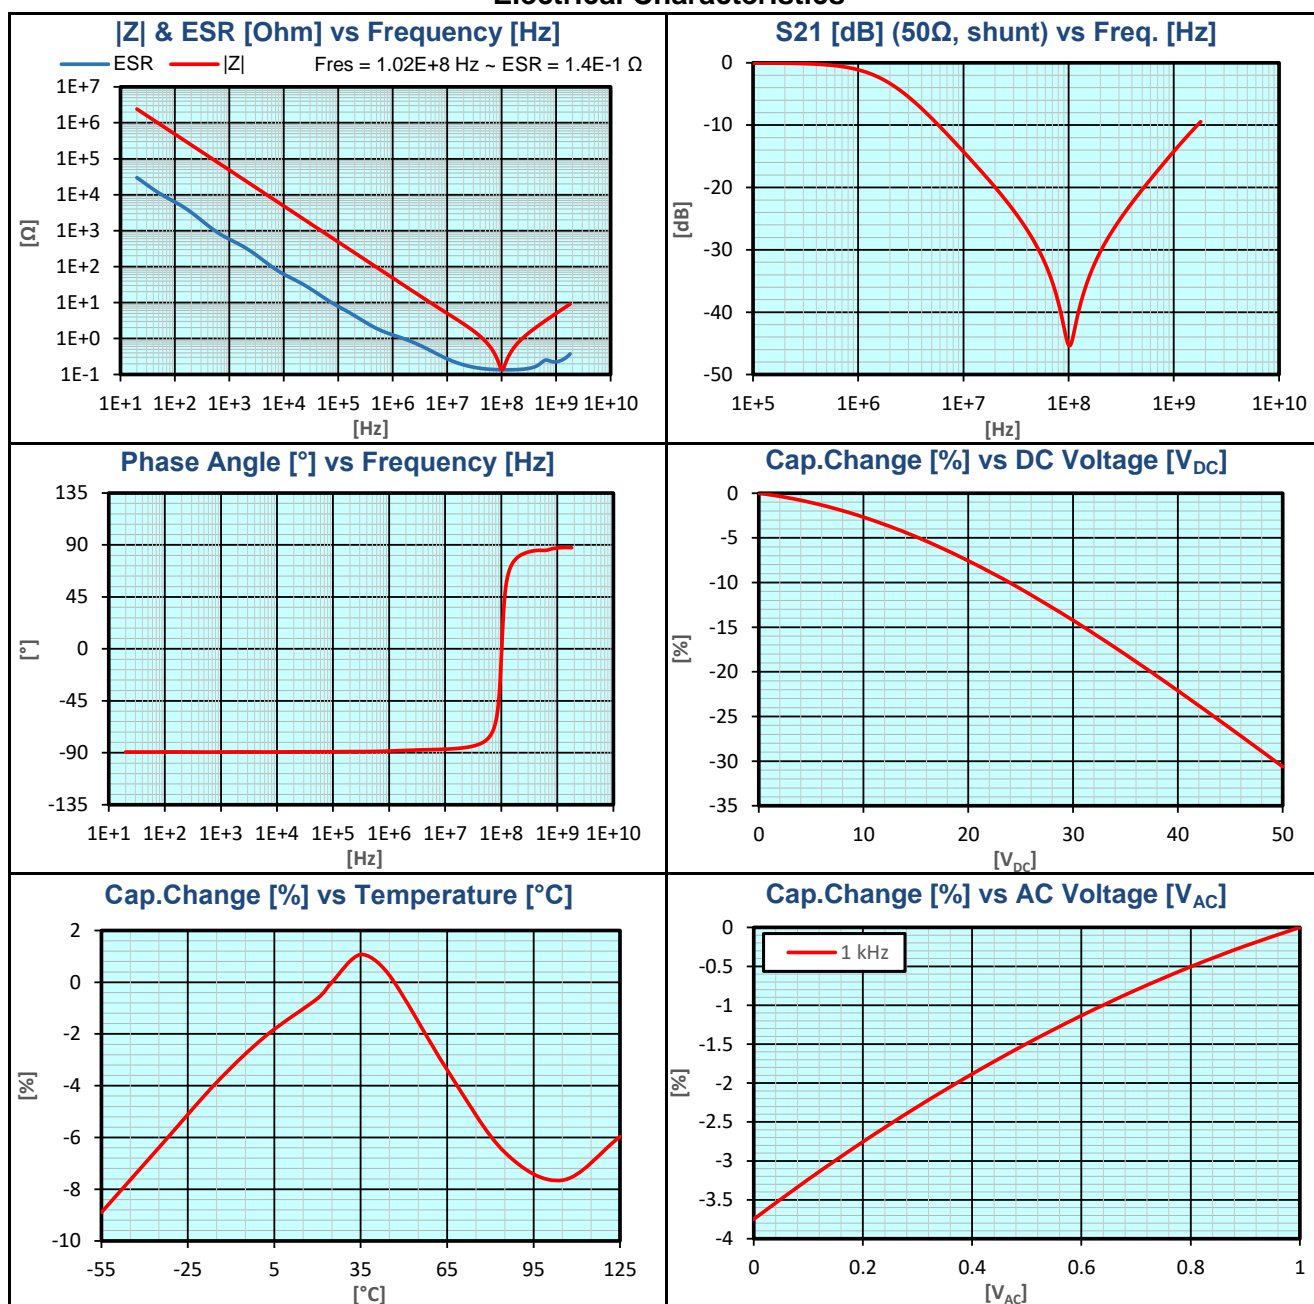 Electrical Characteristics
|Z| & ESR [Ohm] vs Frequency [Hz]
ESR |Z| Fres = 1.02E+8 Hz ~ ESR = 1.4E-1 Ω
1E+7
1E+6
1E+5
1E+4
1E+3
1E+2
1E+1
1E+0
1E-1
[Ω]
1E+1 1E+2 1E+3 1E+4 1E+5 1E+6 1E+7 1E+8 1E+9 1E+10
[Hz]
S21 [dB] (50Ω, shunt) vs Freq. [Hz]
0
-10
-20
-30
-40
-50
[dB]
1E+5 1E+6 1E+7 1E+8 1E+9 1E+10
[Hz]
Phase Angle [°] vs Frequency [Hz]
135
90
45
0
-45
-90
-135
[°]
1E+1 1E+2 1E+3 1E+4 1E+5 1E+6 1E+7 1E+8 1E+9 1E+10
[Hz]
Cap.Change [%] vs DC Voltage [VDC]
0
-5
-10
-15
-20
-25
-30
-35
[%]
0 10 20 30 40 50
[VDC]
Cap.Change [%] vs Temperature [°C]
2
0
-2
-4
-6
-8
-10
[%]
-55 -25 5 35 65 95 125
[°C]
Cap.Change [%] vs AC Voltage [VAC]
1 kHz
0
-0.5
-1
-1.5
-2
-2.5
-3
-3.5
-4
[%]
0 0.2 0.4 0.6 0.8 1
[VAC]